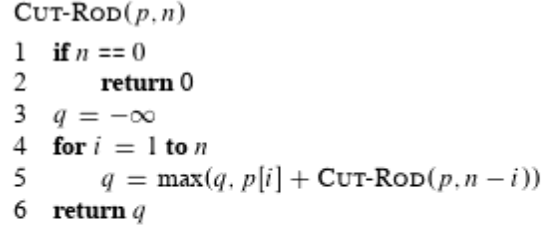 CUT-ROD(p, n)
1 if n == 0
2 return 0
3 q = −∞
4 for i = 1 to n
5 q = max(q, p[i] + CUT-ROD(p, n − i))
6 return q